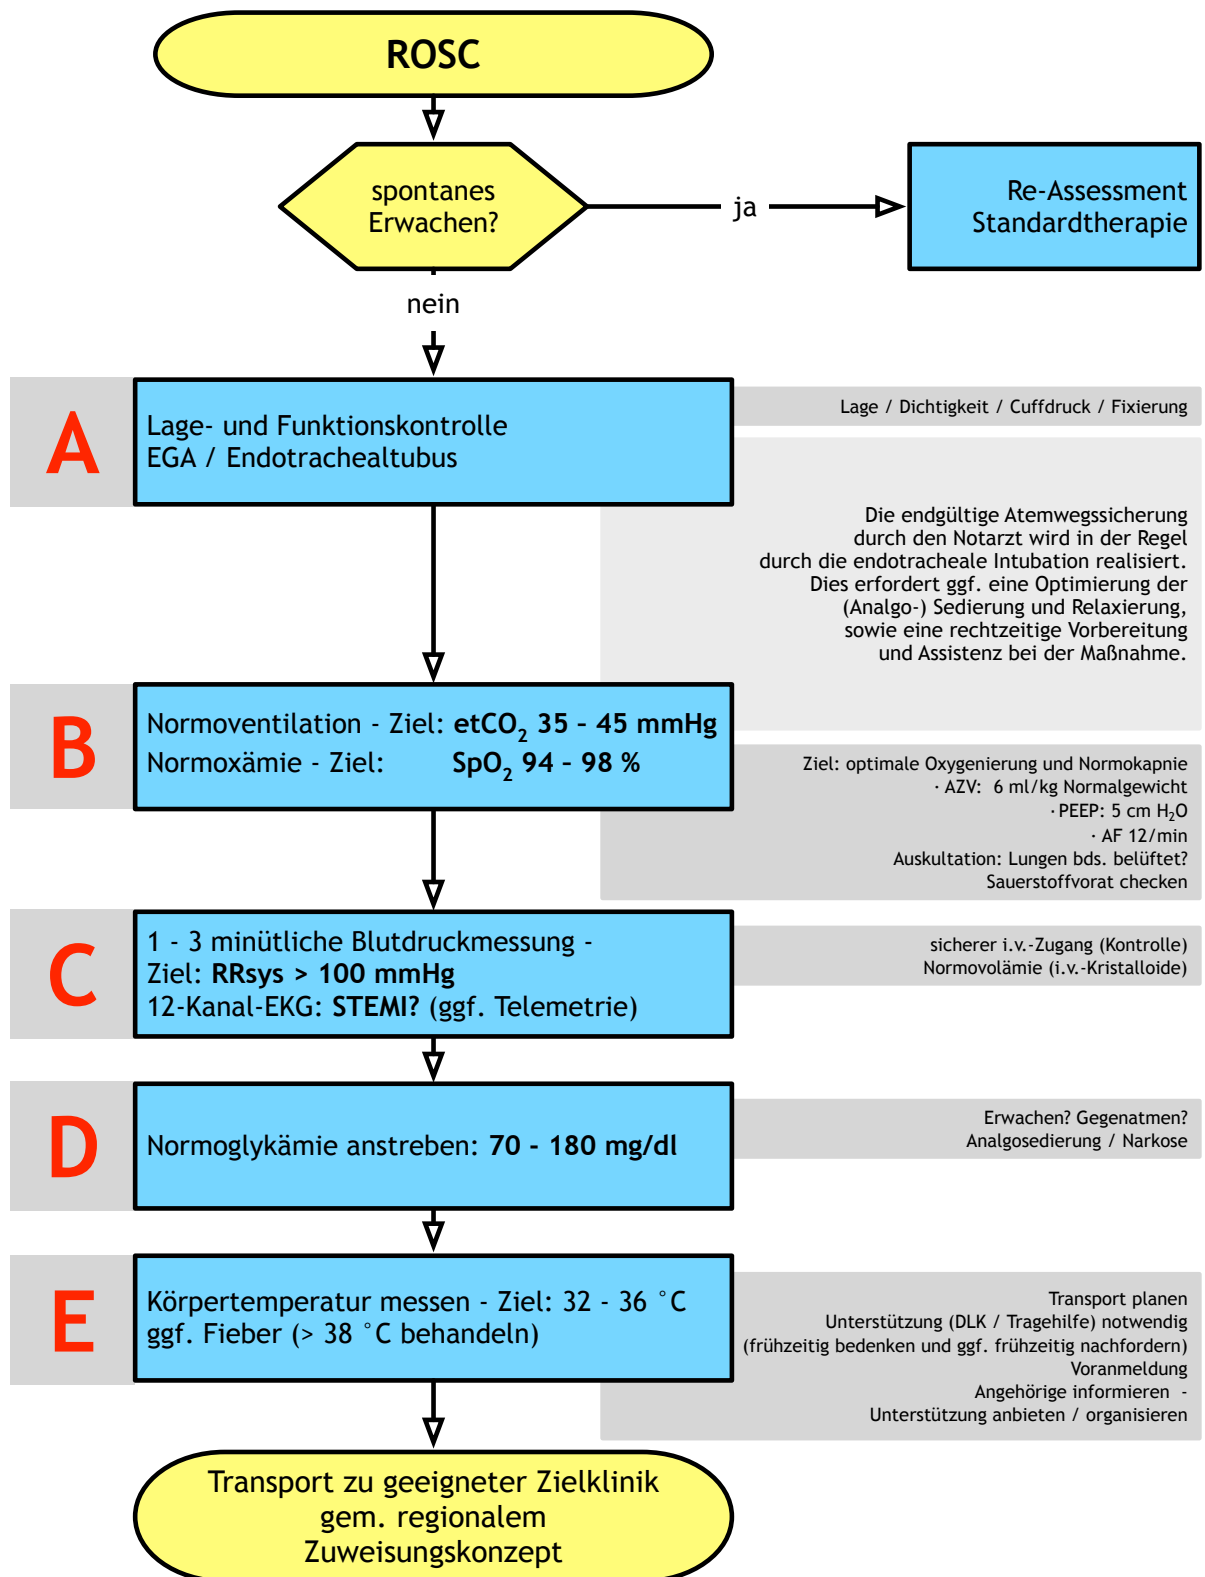 ROSC
spontanes
Erwachen?
ja
Re-Assessment
Standardtherapie
nein
A
Lage- und Funktionskontrolle
EGA / Endotrachealtubus
Lage / Dichtigkeit / Cuffdruck / Fixierung
Die endgültige Atemwegssicherung
durch den Notarzt wird in der Regel
durch die endotracheale Intubation realisiert.
Dies erfordert ggf. eine Optimierung der
(Analgo-) Sedierung und Relaxierung,
sowie eine rechtzeitige Vorbereitung
und Assistenz bei der Maßnahme.
B
Normoventilation - Ziel: etCO₂ 35 – 45 mmHg
Normoxämie - Ziel: SpO₂ 94 – 98 %
Ziel: optimale Oxygenierung und Normokapnie
· AZV: 6 ml/kg Normalgewicht
· PEEP: 5 cm H₂O
· AF 12/min
Auskultation: Lungen bds. belüftet?
Sauerstoffvorat checken
C
1 - 3 minütliche Blutdruckmessung -
Ziel: RRsys > 100 mmHg
12-Kanal-EKG: STEMI? (ggf. Telemetrie)
sicherer i.v.-Zugang (Kontrolle)
Normovolämie (i.v.-Kristalloide)
D
Normoglykämie anstreben: 70 - 180 mg/dl
Erwachen? Gegenatmen?
Analgosedierung / Narkose
E
Körpertemperatur messen - Ziel: 32 - 36 °C
ggf. Fieber (> 38 °C behandeln)
Transport planen
Unterstützung (DLK / Tragehilfe) notwendig
(frühzeitig bedenken und ggf. frühzeitig nachfordern)
Voranmeldung
Angehörige informieren -
Unterstützung anbieten / organisieren
Transport zu geeigneter Zielklinik
gem. regionalem
Zuweisungskonzept